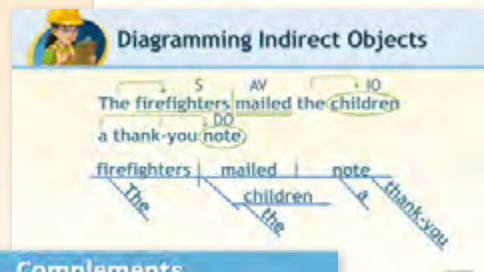 Diagramming Indirect Objects
S AV IO
The firefighters mailed the children
DO
a thank-you note
firefighters mailed note
The children the a thank-you
Complements